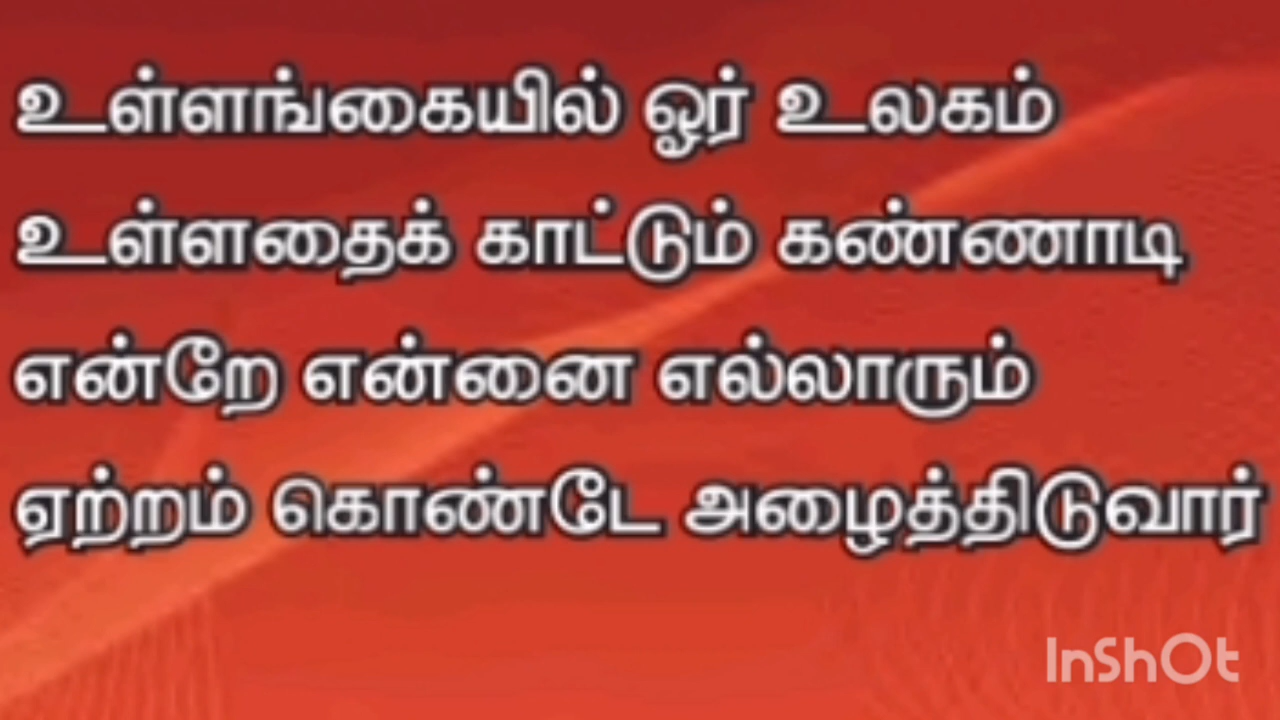 உள்ளங்கையில் ஓர் உலகம்
உள்ளதைக் காட்டும் கண்ணாடி
என்றே என்னை எல்லாரும்
ஏற்றம் கொண்டே அழைத்திடுவார்
InShOt